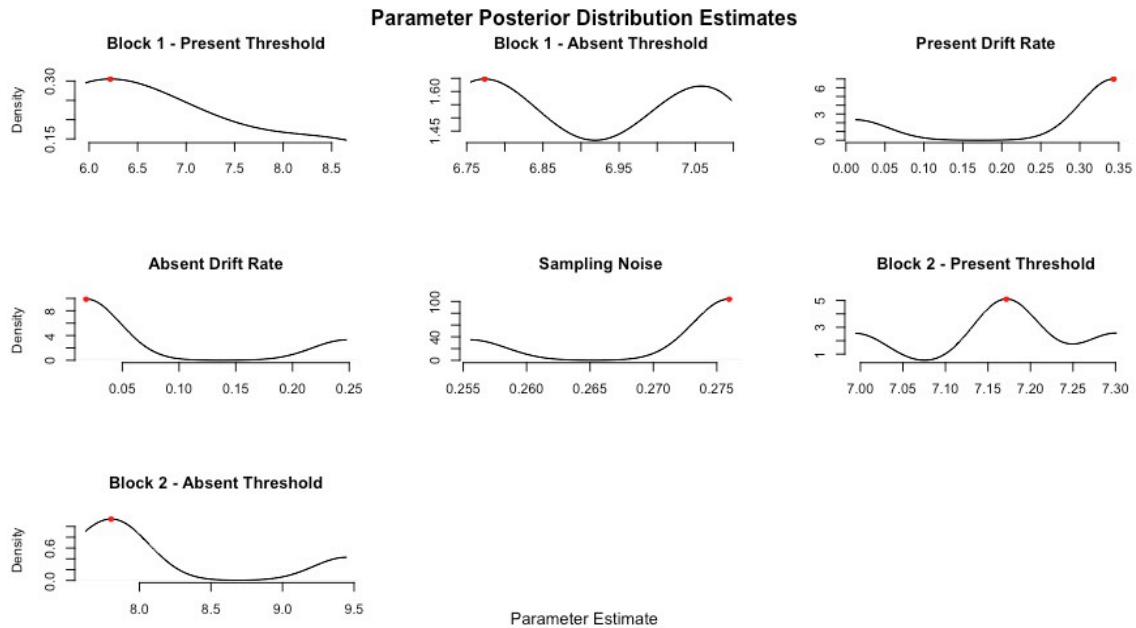 Parameter Posterior Distribution Estimates
Block 1 - Present Threshold
Block 1 - Absent Threshold
Present Drift Rate
Density
0.15 0.30
6.0 6.5 7.0 7.5 8.0 8.5
1.45 1.60
6.75 6.85 6.95 7.05
0 3 6
0.00 0.05 0.10 0.15 0.20 0.25 0.30 0.35
Absent Drift Rate
Sampling Noise
Block 2 - Present Threshold
Density
0 4 8
0.05 0.10 0.15 0.20 0.25
0 40 100
0.255 0.260 0.265 0.270 0.275
1 3 5
7.00 7.05 7.10 7.15 7.20 7.25 7.30
Block 2 - Absent Threshold
Density
0.0 0.6
8.0 8.5 9.0 9.5
Parameter Estimate